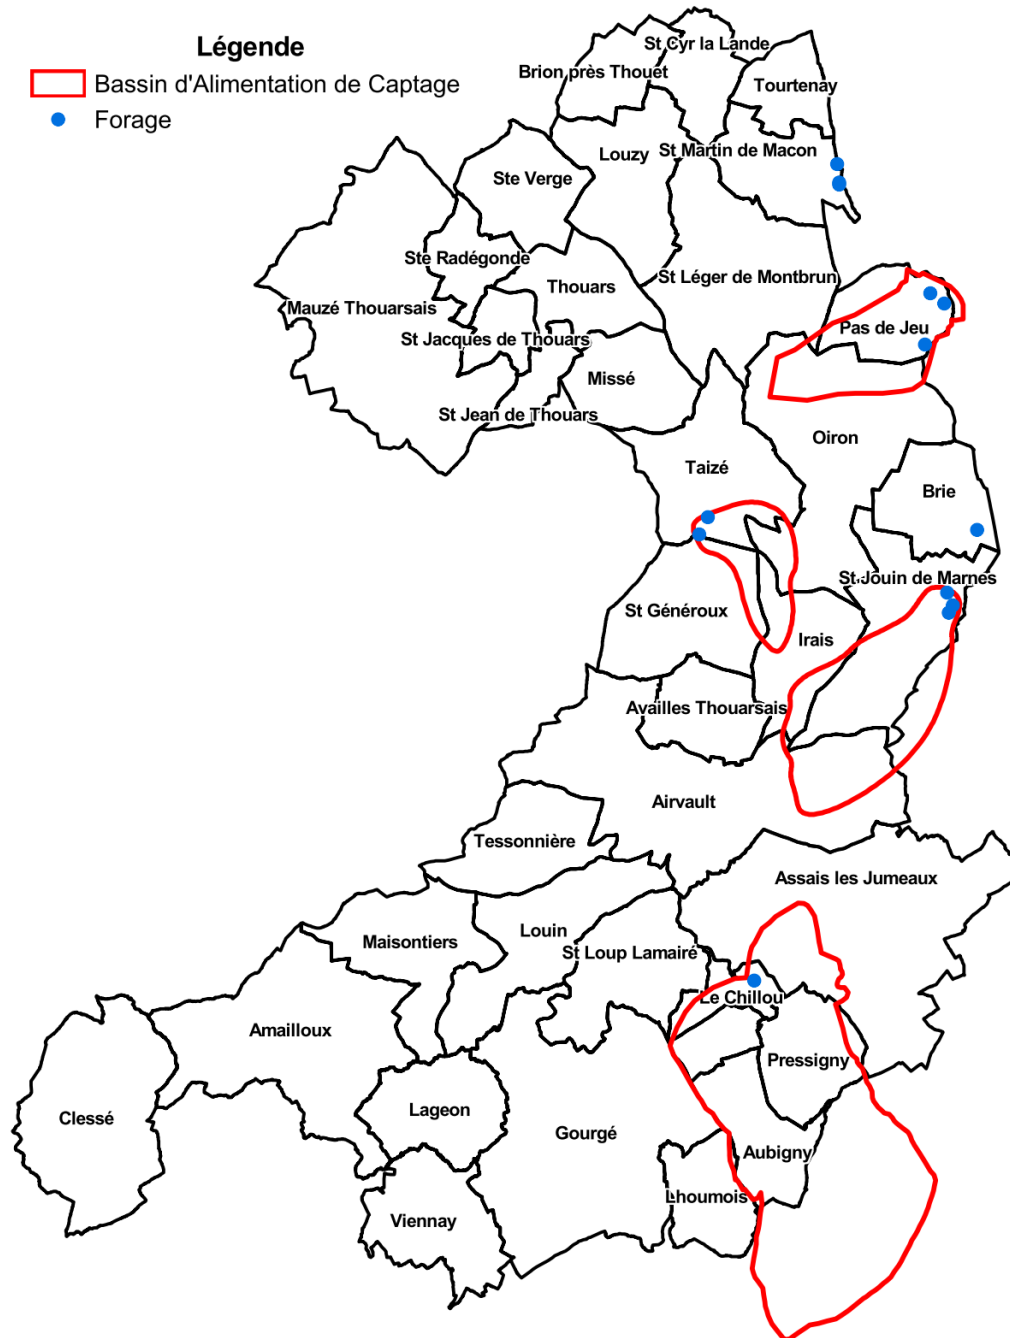 Légende
Bassin d'Alimentation de Captage
Forage
St Cyr la Lande
Brion près Thouet
Tourtenay
Louzy
St Martin de Macon
Ste Verge
Ste Radégonde
Thouars
St Léger de Montbrun
Mauzé Thouarsais
Pas de Jeu
St Jacques de Thouars
Missé
St Jean de Thouars
Oiron
Taizé
Brie
St Jouin de Marnes
St Généroux
Irais
Availles Thouarsais
Airvault
Tessonnière
Assais les Jumeaux
Louin
Maisontiers
St Loup Lamairé
Le Chillou
Amailloux
Pressigny
Lageon
Clessé
Gourgé
Aubigny
Lhoumois
Viennay